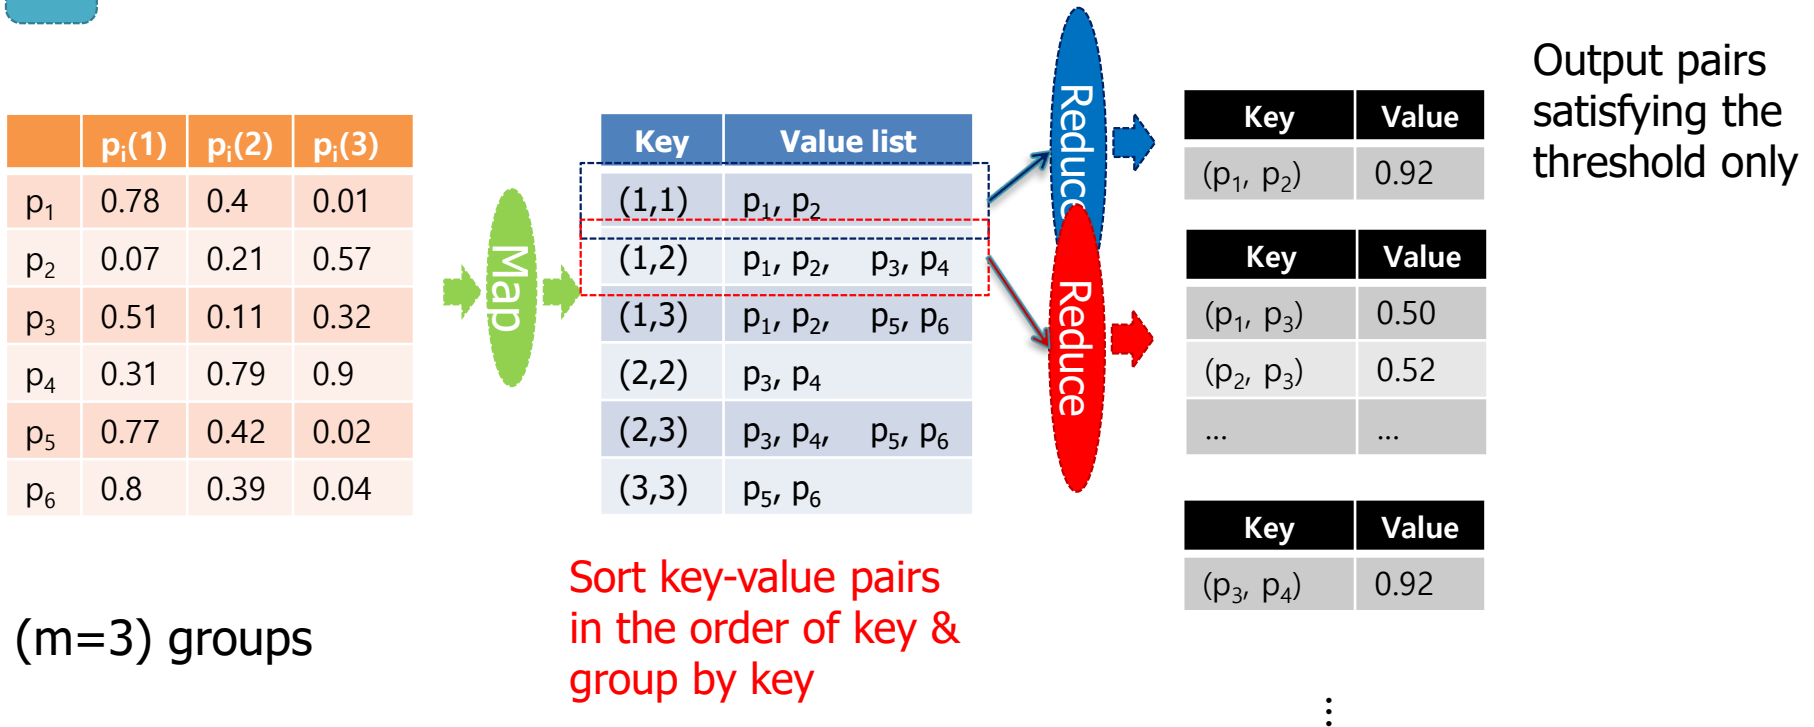 p₍i₎(1) p₍i₎(2) p₍i₎(3)
p₁ 0.78 0.4 0.01
p₂ 0.07 0.21 0.57
p₃ 0.51 0.11 0.32
p₄ 0.31 0.79 0.9
p₅ 0.77 0.42 0.02
p₆ 0.8 0.39 0.04
(m=3) groups
Map
Key Value list
(1,1) p₁, p₂
(1,2) p₁, p₂, p₃, p₄
(1,3) p₁, p₂, p₅, p₆
(2,2) p₃, p₄
(2,3) p₃, p₄, p₅, p₆
(3,3) p₅, p₆
Sort key-value pairs
in the order of key &
group by key
Reduce
Reduce
Key Value
(p₁, p₂) 0.92
Key Value
(p₁, p₃) 0.50
(p₂, p₃) 0.52
... ...
Key Value
(p₃, p₄) 0.92
⋮
Output pairs
satisfying the
threshold only